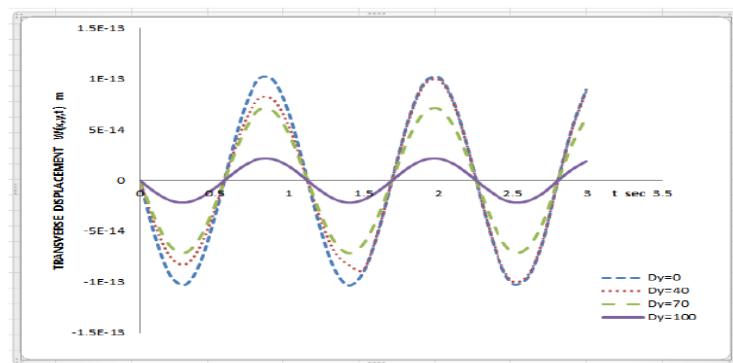 1.5E-13
1E-13
5E-14
0
-5E-14
-1E-13
-1.5E-13
TRANSVERSE DISPLACEMENT W(x,y,t) m
0 0.5 1 1.5 2 2.5 3 t sec 3.5
Dy=0
Dy=40
Dy=70
Dy=100